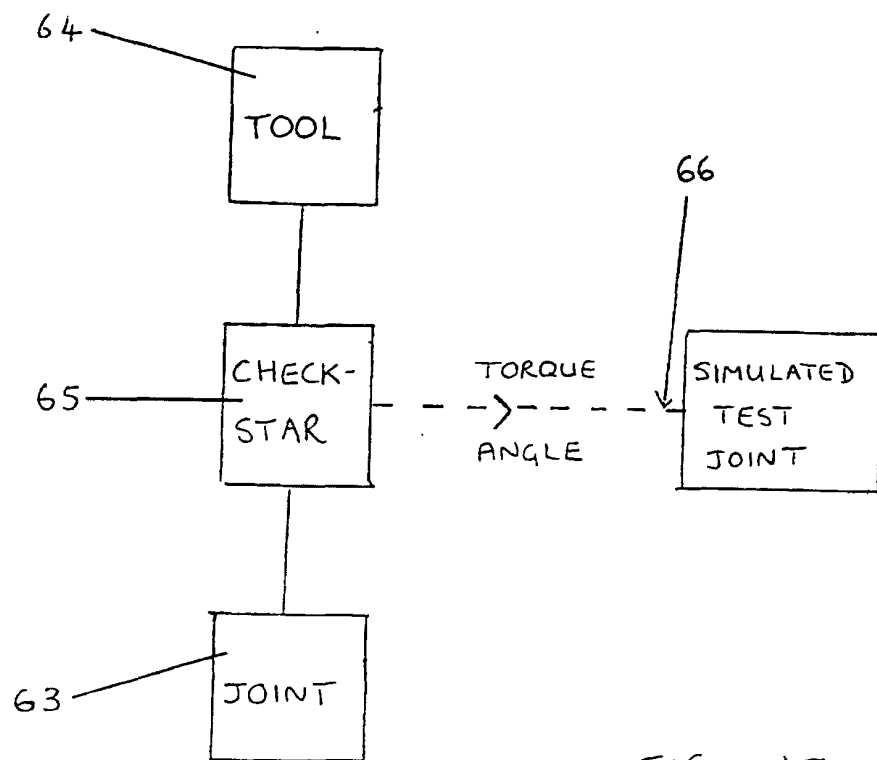 64
TOOL
66
65
CHECK-
STAR
TORQUE
ANGLE
SIMULATED
TEST
JOINT
63
JOINT